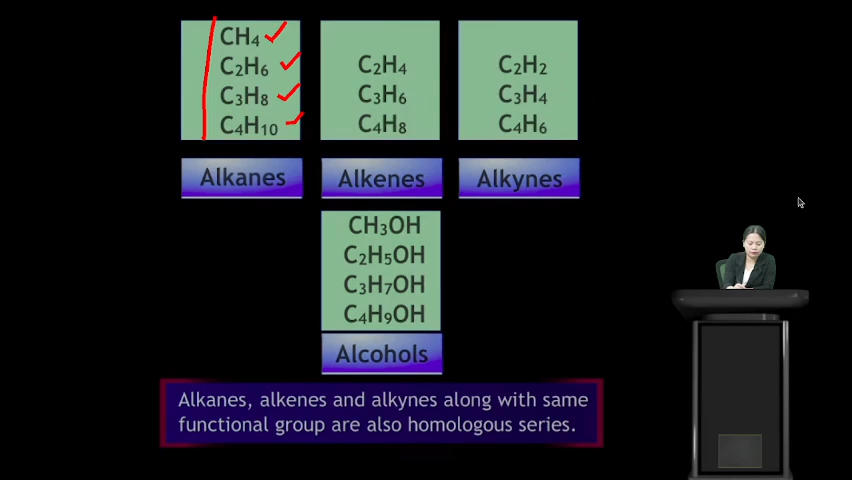 CH₄
C₂H₆
C₃H₈
C₄H₁₀
Alkanes
C₂H₄
C₃H₆
C₄H₈
Alkenes
C₂H₂
C₃H₄
C₄H₆
Alkynes
CH₃OH
C₂H₅OH
C₃H₇OH
C₄H₉OH
Alcohols
Alkanes, alkenes and alkynes along with same
functional group are also homologous series.